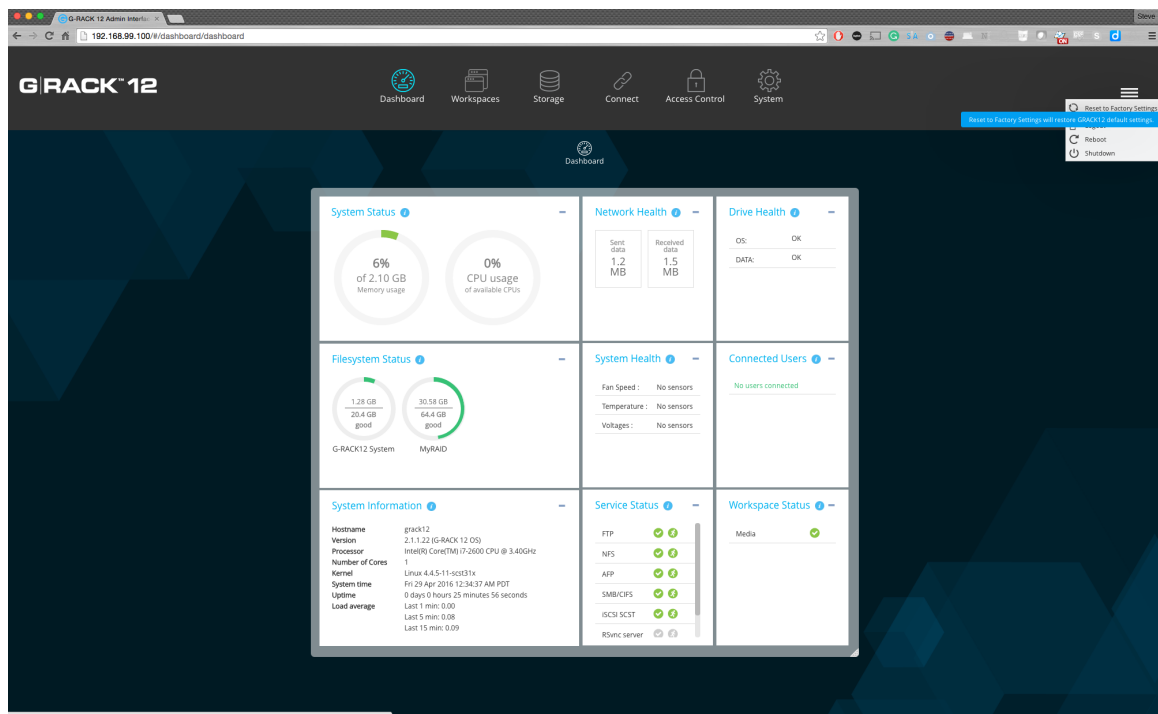 G-RACK 12 Admin Interfac
Steve
192.168.99.100/#/dashboard/dashboard
G|RACK™ 12
Dashboard
Workspaces
Storage
Connect
Access Control
System
Reset to Factory Settings
Reset to Factory Settings will restore GRACK12 default settings.
Logout
Reboot
Shutdown
Dashboard
System Status
6%
of 2.10 GB
Memory usage
0%
CPU usage
of available CPUs
Network Health
Sent
data
1.2
MB
Received
data
1.5
MB
Drive Health
OS: OK
DATA: OK
Filesystem Status
1.28 GB
20.4 GB
good
G-RACK12 System
30.58 GB
64.4 GB
good
MyRAID
System Health
Fan Speed : No sensors
Temperature : No sensors
Voltages : No sensors
Connected Users
No users connected
System Information
Hostname grack12
Version 2.1.1.22 (G-RACK 12 OS)
Processor Intel(R) Core(TM) i7-2600 CPU @ 3.40GHz
Number of Cores 1
Kernel Linux 4.4.5-11-scst31x
System time Fri 29 Apr 2016 12:34:37 AM PDT
Uptime 0 days 0 hours 25 minutes 56 seconds
Load average Last 1 min: 0.00
Last 5 min: 0.08
Last 15 min: 0.09
Service Status
FTP
NFS
AFP
SMB/CIFS
iSCSI SCST
RSync server
Workspace Status
Media